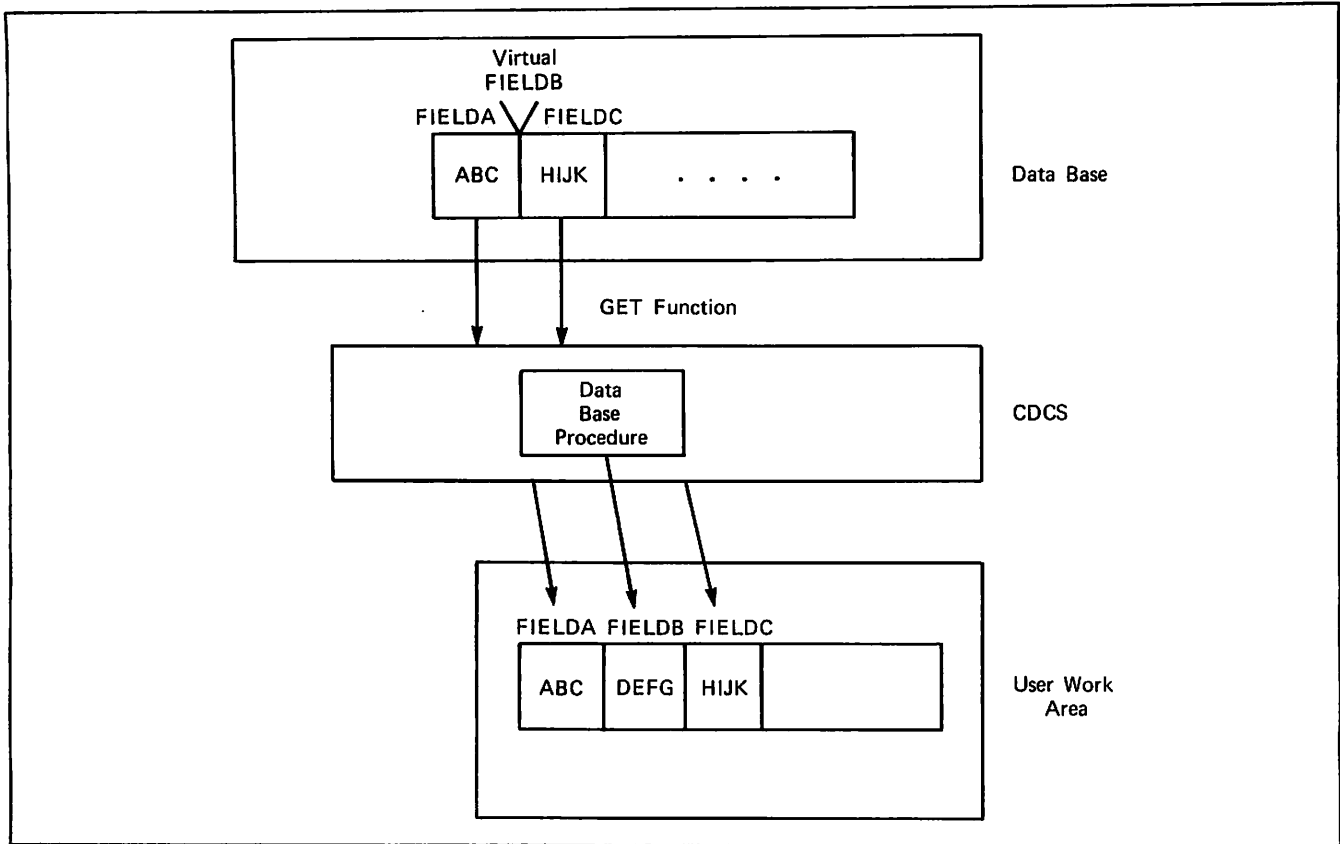 Virtual
FIELDB
FIELDA FIELDC
ABC HIJK . . . .
Data Base
GET Function
Data
Base
Procedure
CDCS
FIELDA FIELDB FIELDC
ABC DEFG HIJK
User Work
Area